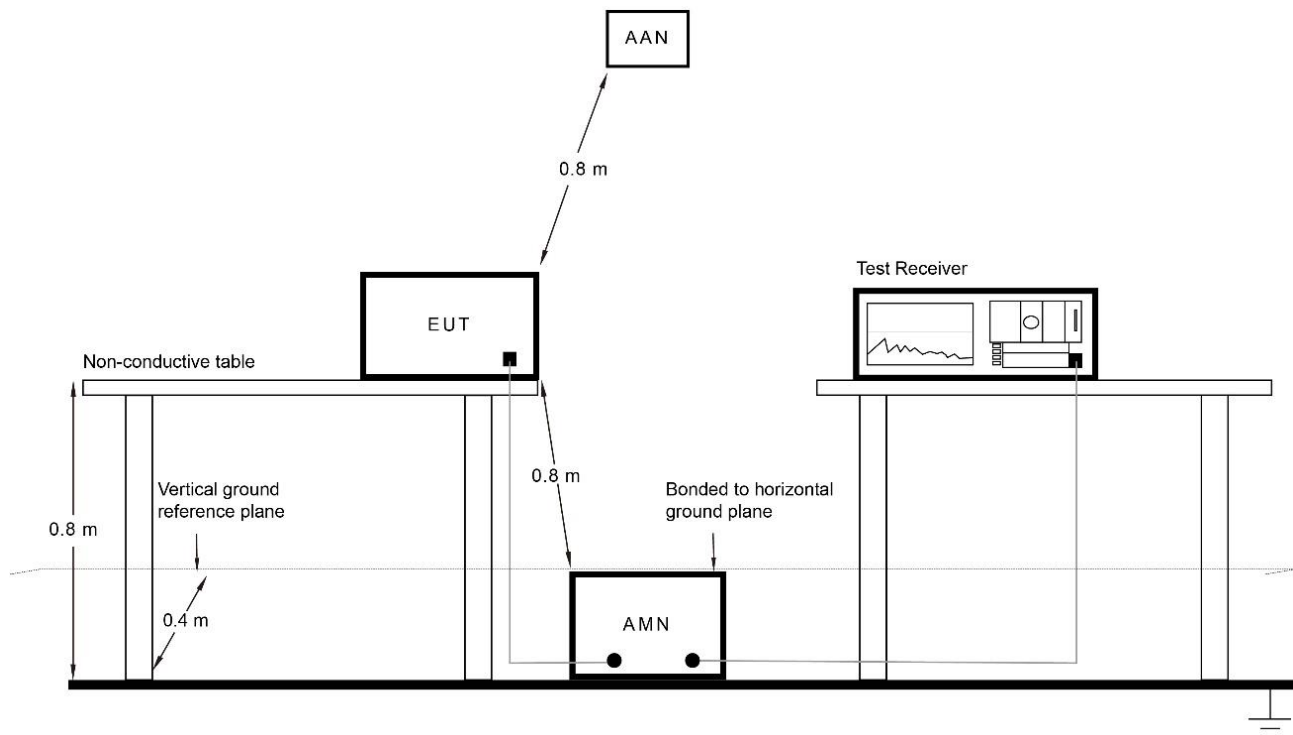 AAN
0.8 m
Test Receiver
EUT
Non-conductive table
0.8 m
Vertical ground
reference plane
Bonded to horizontal
ground plane
0.8 m
0.4 m
AMN